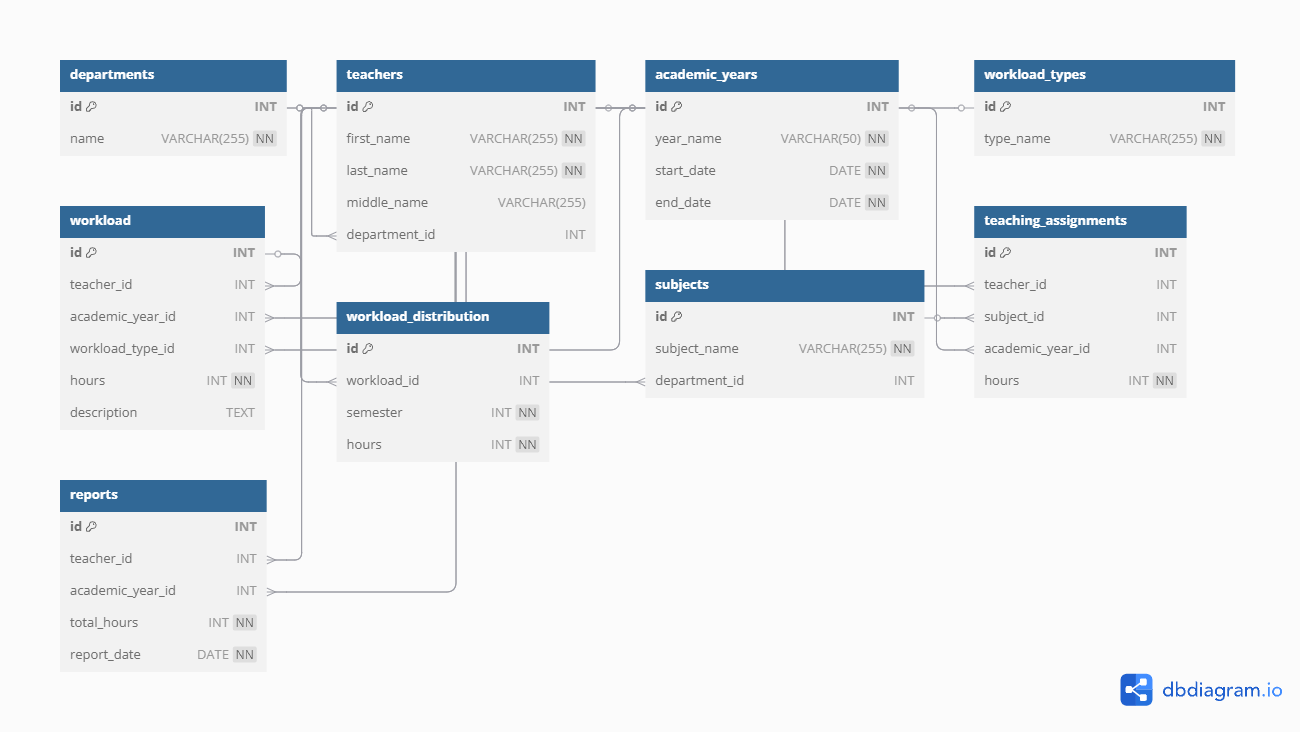 departments
id INT
name VARCHAR(255) NN
teachers
id INT
first_name VARCHAR(255) NN
last_name VARCHAR(255) NN
middle_name VARCHAR(255)
department_id INT
academic_years
id INT
year_name VARCHAR(50) NN
start_date DATE NN
end_date DATE NN
workload_types
id INT
type_name VARCHAR(255) NN
workload
id INT
teacher_id INT
academic_year_id INT
workload_type_id INT
hours INT NN
description TEXT
workload_distribution
id INT
workload_id INT
semester INT NN
hours INT NN
subjects
id INT
subject_name VARCHAR(255) NN
department_id INT
teaching_assignments
id INT
teacher_id INT
subject_id INT
academic_year_id INT
hours INT NN
reports
id INT
teacher_id INT
academic_year_id INT
total_hours INT NN
report_date DATE NN
dbdiagram.io